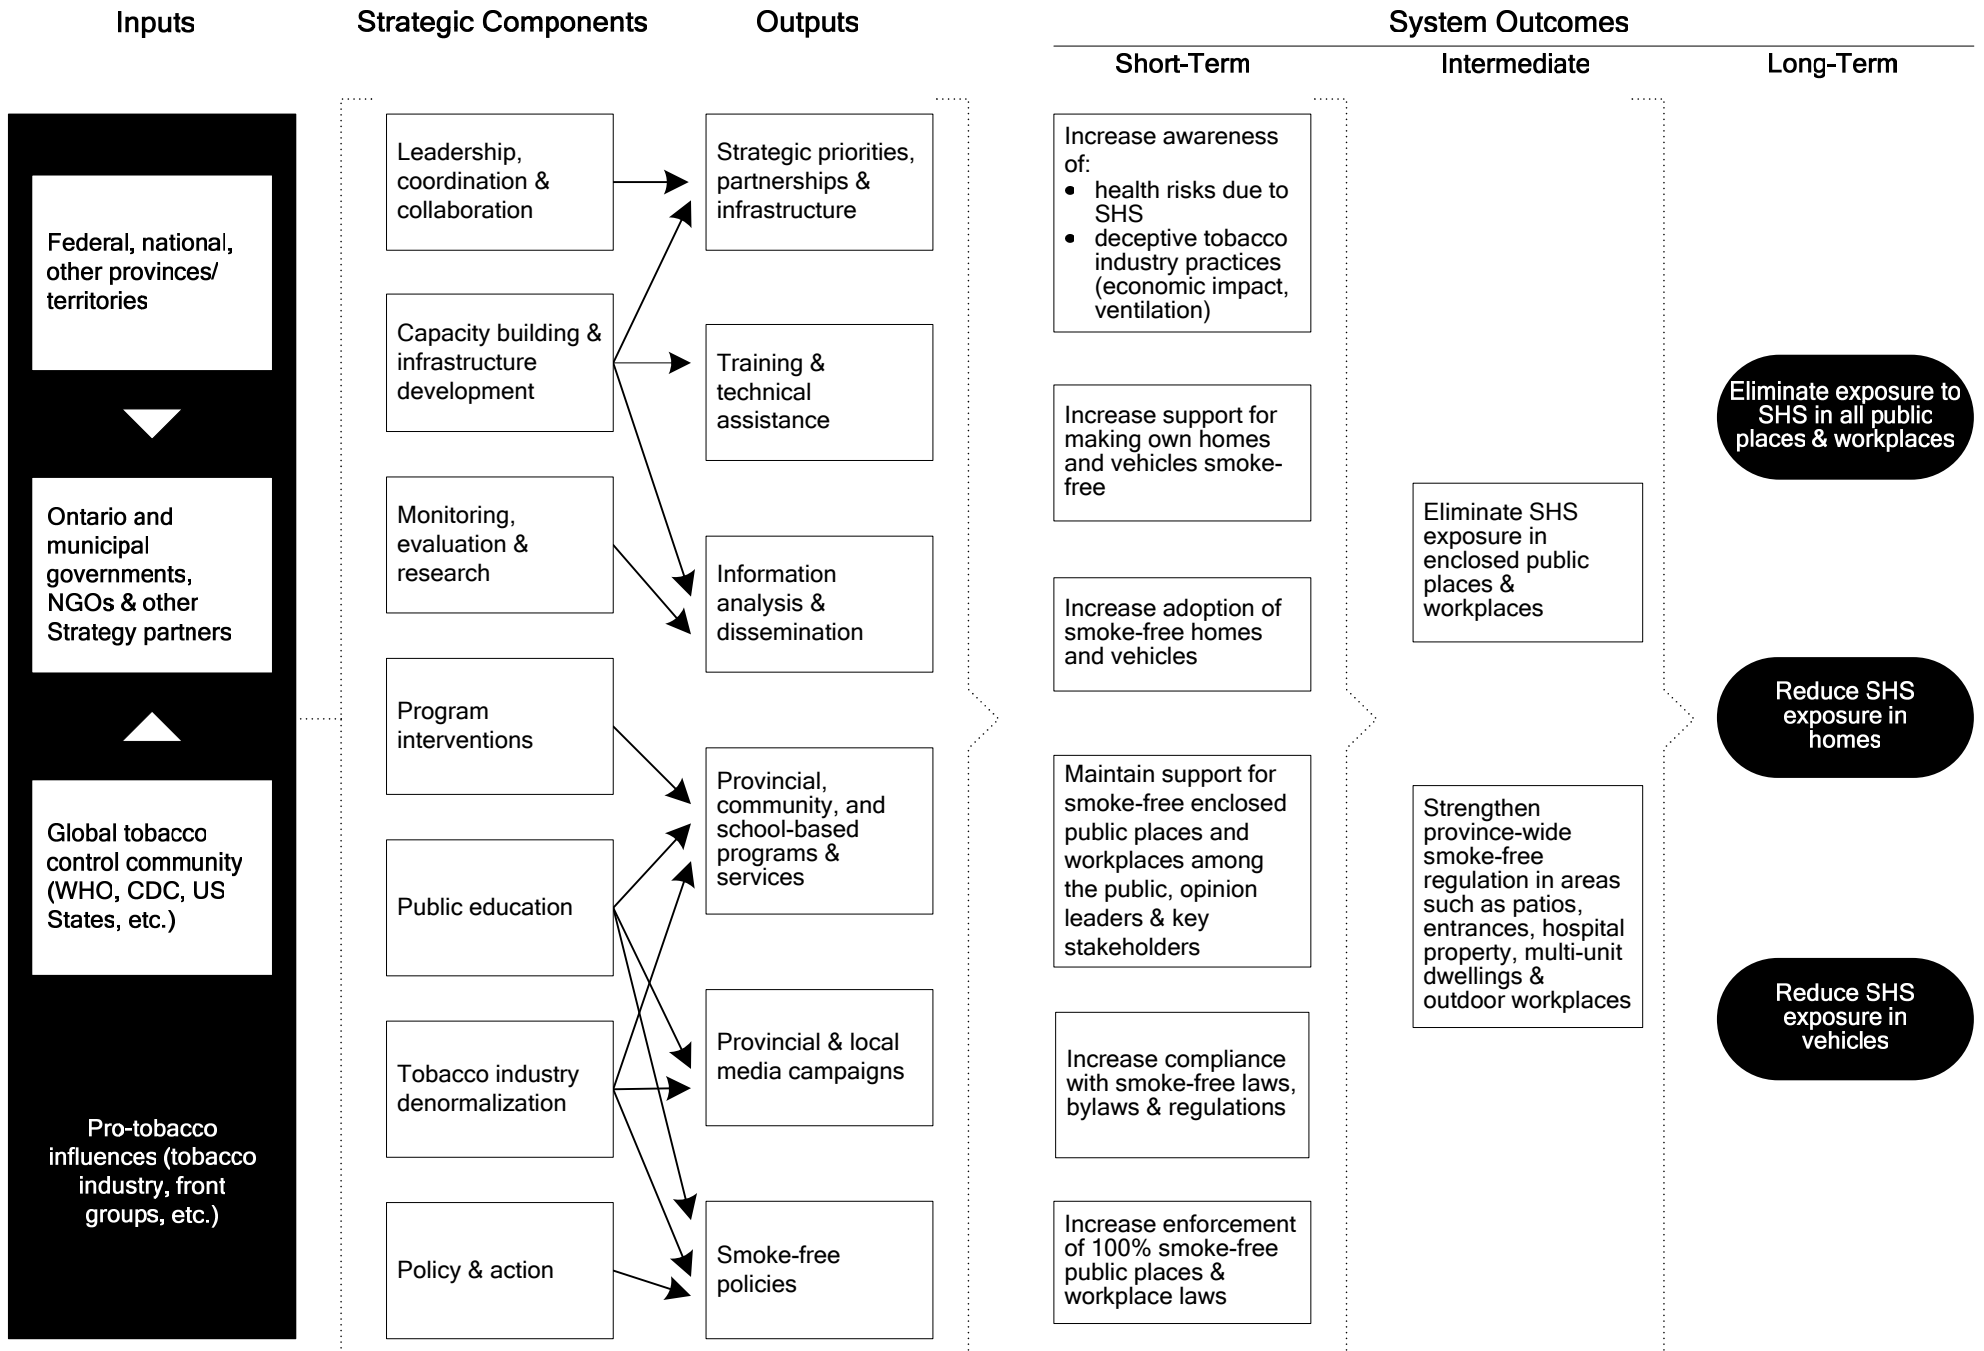 Inputs
Strategic Components
Outputs
System Outcomes
Short-Term
Intermediate
Long-Term
Federal, national,
other provinces/
territories
Ontario and
municipal
governments,
NGOs & other
Strategy partners
Global tobacco
control community
(WHO, CDC, US
States, etc.)
Pro-tobacco
influences (tobacco
industry, front
groups, etc.)
Leadership,
coordination &
collaboration
Capacity building &
infrastructure
development
Monitoring,
evaluation &
research
Program
interventions
Public education
Tobacco industry
denormalization
Policy & action
Strategic priorities,
partnerships &
infrastructure
Training &
technical
assistance
Information
analysis &
dissemination
Provincial,
community, and
school-based
programs &
services
Provincial & local
media campaigns
Smoke-free
policies
Increase awareness
of:
• health risks due to
SHS
• deceptive tobacco
industry practices
(economic impact,
ventilation)
Increase support for
making own homes
and vehicles smoke-
free
Increase adoption of
smoke-free homes
and vehicles
Maintain support for
smoke-free enclosed
public places and
workplaces among
the public, opinion
leaders & key
stakeholders
Increase compliance
with smoke-free laws,
bylaws & regulations
Increase enforcement
of 100% smoke-free
public places &
workplace laws
Eliminate SHS
exposure in
enclosed public
places &
workplaces
Strengthen
province-wide
smoke-free
regulation in areas
such as patios,
entrances, hospital
property, multi-unit
dwellings &
outdoor workplaces
Eliminate exposure to
SHS in all public
places & workplaces
Reduce SHS
exposure in
homes
Reduce SHS
exposure in
vehicles